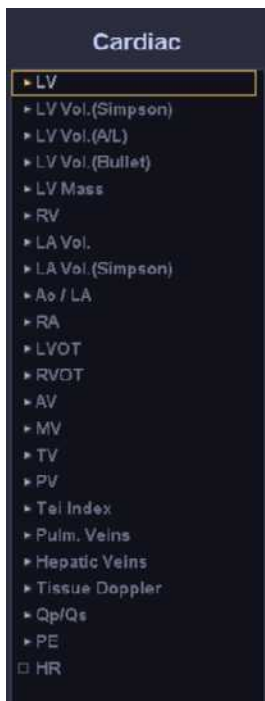 Cardiac
LV
LV Vol.(Simpson)
LV Vol.(A/L)
LV Vol.(Bullet)
LV Mass
RV
LA Vol.
LA Vol.(Simpson)
Ao / LA
RA
LVOT
RVOT
AV
MV
TV
PV
Tei Index
Pulm. Veins
Hepatic Veins
Tissue Doppler
Qp/Qs
PE
HR